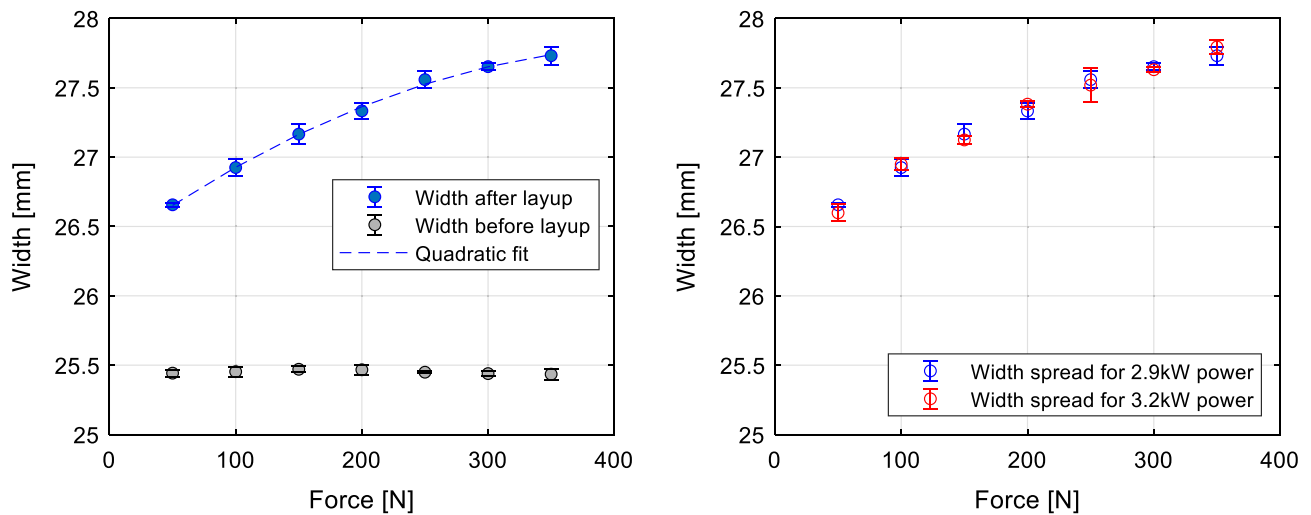 28
27.5
27
26.5
26
25.5
25
Width [mm]
0
100
200
300
400
Force [N]
Width after layup
Width before layup
Quadratic fit
28
27.5
27
26.5
26
25.5
25
Width [mm]
0
100
200
300
400
Force [N]
Width spread for 2.9kW power
Width spread for 3.2kW power